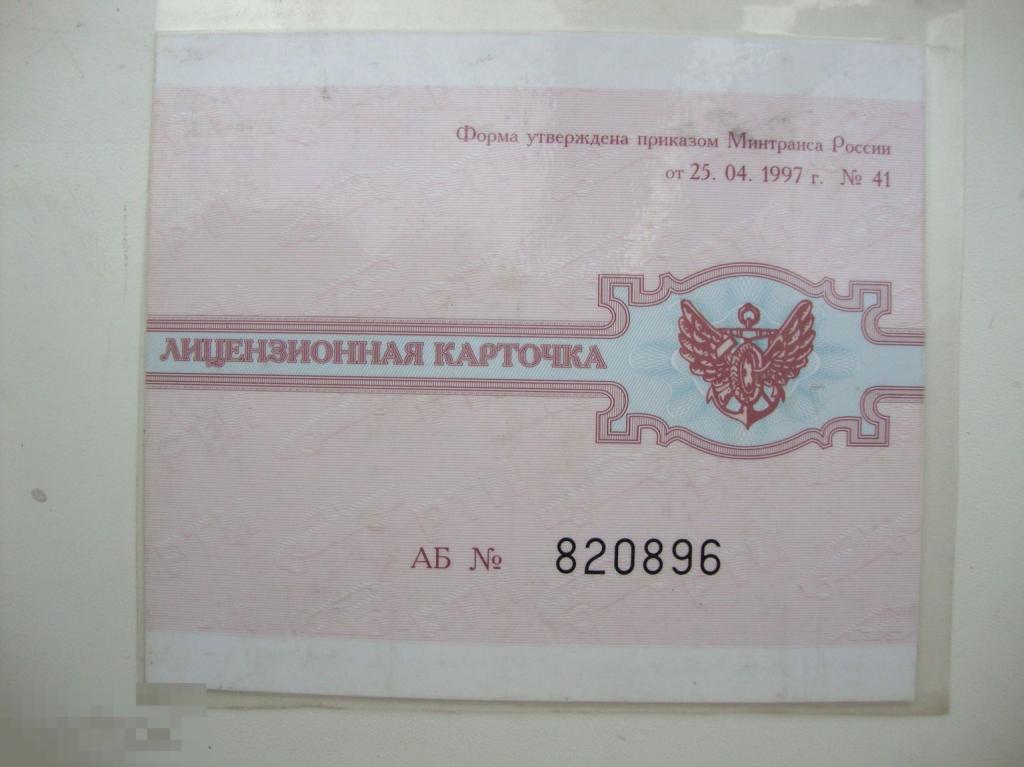 Форма утверждена приказом Минтранса России
от 25. 04. 1997 г. № 41
ЛИЦЕНЗИОННАЯ КАРТОЧКА
АБ № 820896